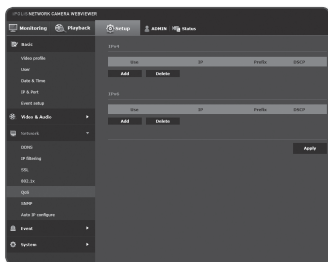 iPOLiS NETWORK CAMERA WEBVIEWER
Monitoring Playback Setup ADMIN Status
Basic
Video profile
User
Date & Time
IP & Port
Event setup
Video & Audio
Network
DDNS
IP filtering
SSL
802.1x
QoS
SNMP
Auto IP configure
Event
System
IPv4
Use IP Prefix DSCP
Add Delete
IPv6
Use IP Prefix DSCP
Add Delete
Apply